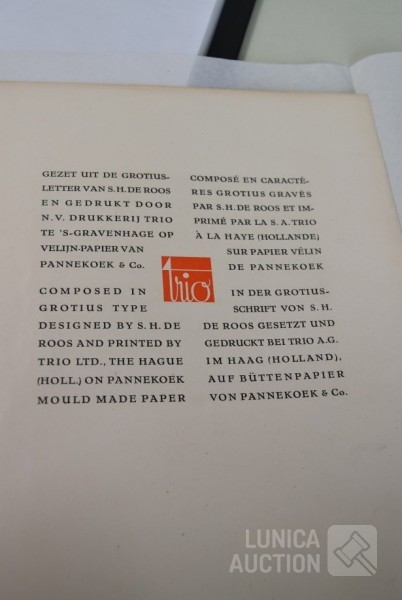 GEZET UIT DE GROTIUS-
LETTER VAN S. H. DE ROOS
EN GEDRUKT DOOR
N.V. DRUKKERIJ TRIO
TE 'S-GRAVENHAGE OP
VELIJN-PAPIER VAN
PANNEKOEK & Co.
COMPOSÉ EN CARACTÈ-
RES GROTIUS GRAVÉS
PAR S.H. DE ROOS ET IM-
PRIMÉ PAR LA S. A. TRIO
À LA HAYE (HOLLANDE)
SUR PAPIER VÉLIN
DE PANNEKOEK
trio
COMPOSED IN
GROTIUS TYPE
DESIGNED BY S. H. DE
ROOS AND PRINTED BY
TRIO LTD., THE HAGUE
(HOLL.) ON PANNEKOEK
MOULD MADE PAPER
IN DER GROTIUS-
SCHRIFT VON S. H.
DE ROOS GESETZT UND
GEDRUCKT BEI TRIO A.G.
IM HAAG (HOLLAND),
AUF BÜTTENPAPIER
VON PANNEKOEK & Co.
LUNICA
AUCTION